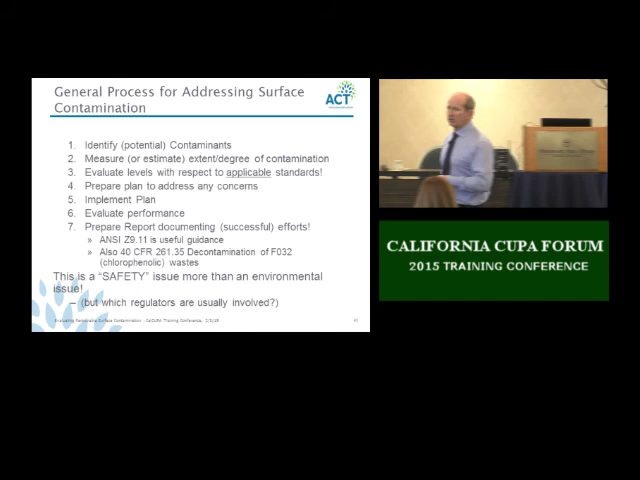 General Process for Addressing Surface
Contamination
ACT
1. Identify (potential) Contaminants
2. Measure (or estimate) extent/degree of contamination
3. Evaluate levels with respect to applicable standards!
4. Prepare plan to address any concerns
5. Implement Plan
6. Evaluate performance
7. Prepare Report documenting (successful) efforts!
» ANSI Z9.11 is useful guidance
» Also 40 CFR 261.35 Decontamination of F032
(chlorophenolic) wastes
This is a “SAFETY” issue more than an environmental
issue!
– (but which regulators are usually involved?)
CALIFORNIA CUPA FORUM
2015 TRAINING CONFERENCE